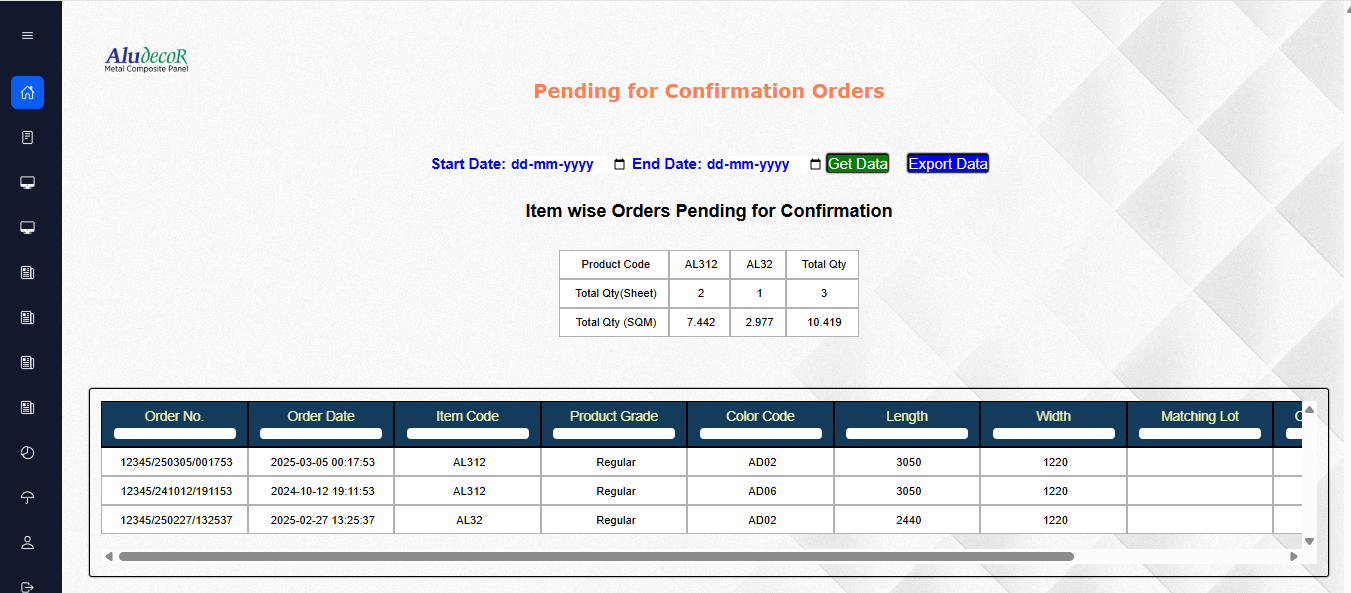 AludecoR
Metal Composite Panel
Pending for Confirmation Orders
Start Date: dd-mm-yyyy End Date: dd-mm-yyyy Get Data Export Data
Item wise Orders Pending for Confirmation
Product Code AL312 AL32 Total Qty
Total Qty(Sheet) 2 1 3
Total Qty (SQM) 7.442 2.977 10.419
Order No. Order Date Item Code Product Grade Color Code Length Width Matching Lot
12345/250305/001753 2025-03-05 00:17:53 AL312 Regular AD02 3050 1220
12345/241012/191153 2024-10-12 19:11:53 AL312 Regular AD06 3050 1220
12345/250227/132537 2025-02-27 13:25:37 AL32 Regular AD02 2440 1220